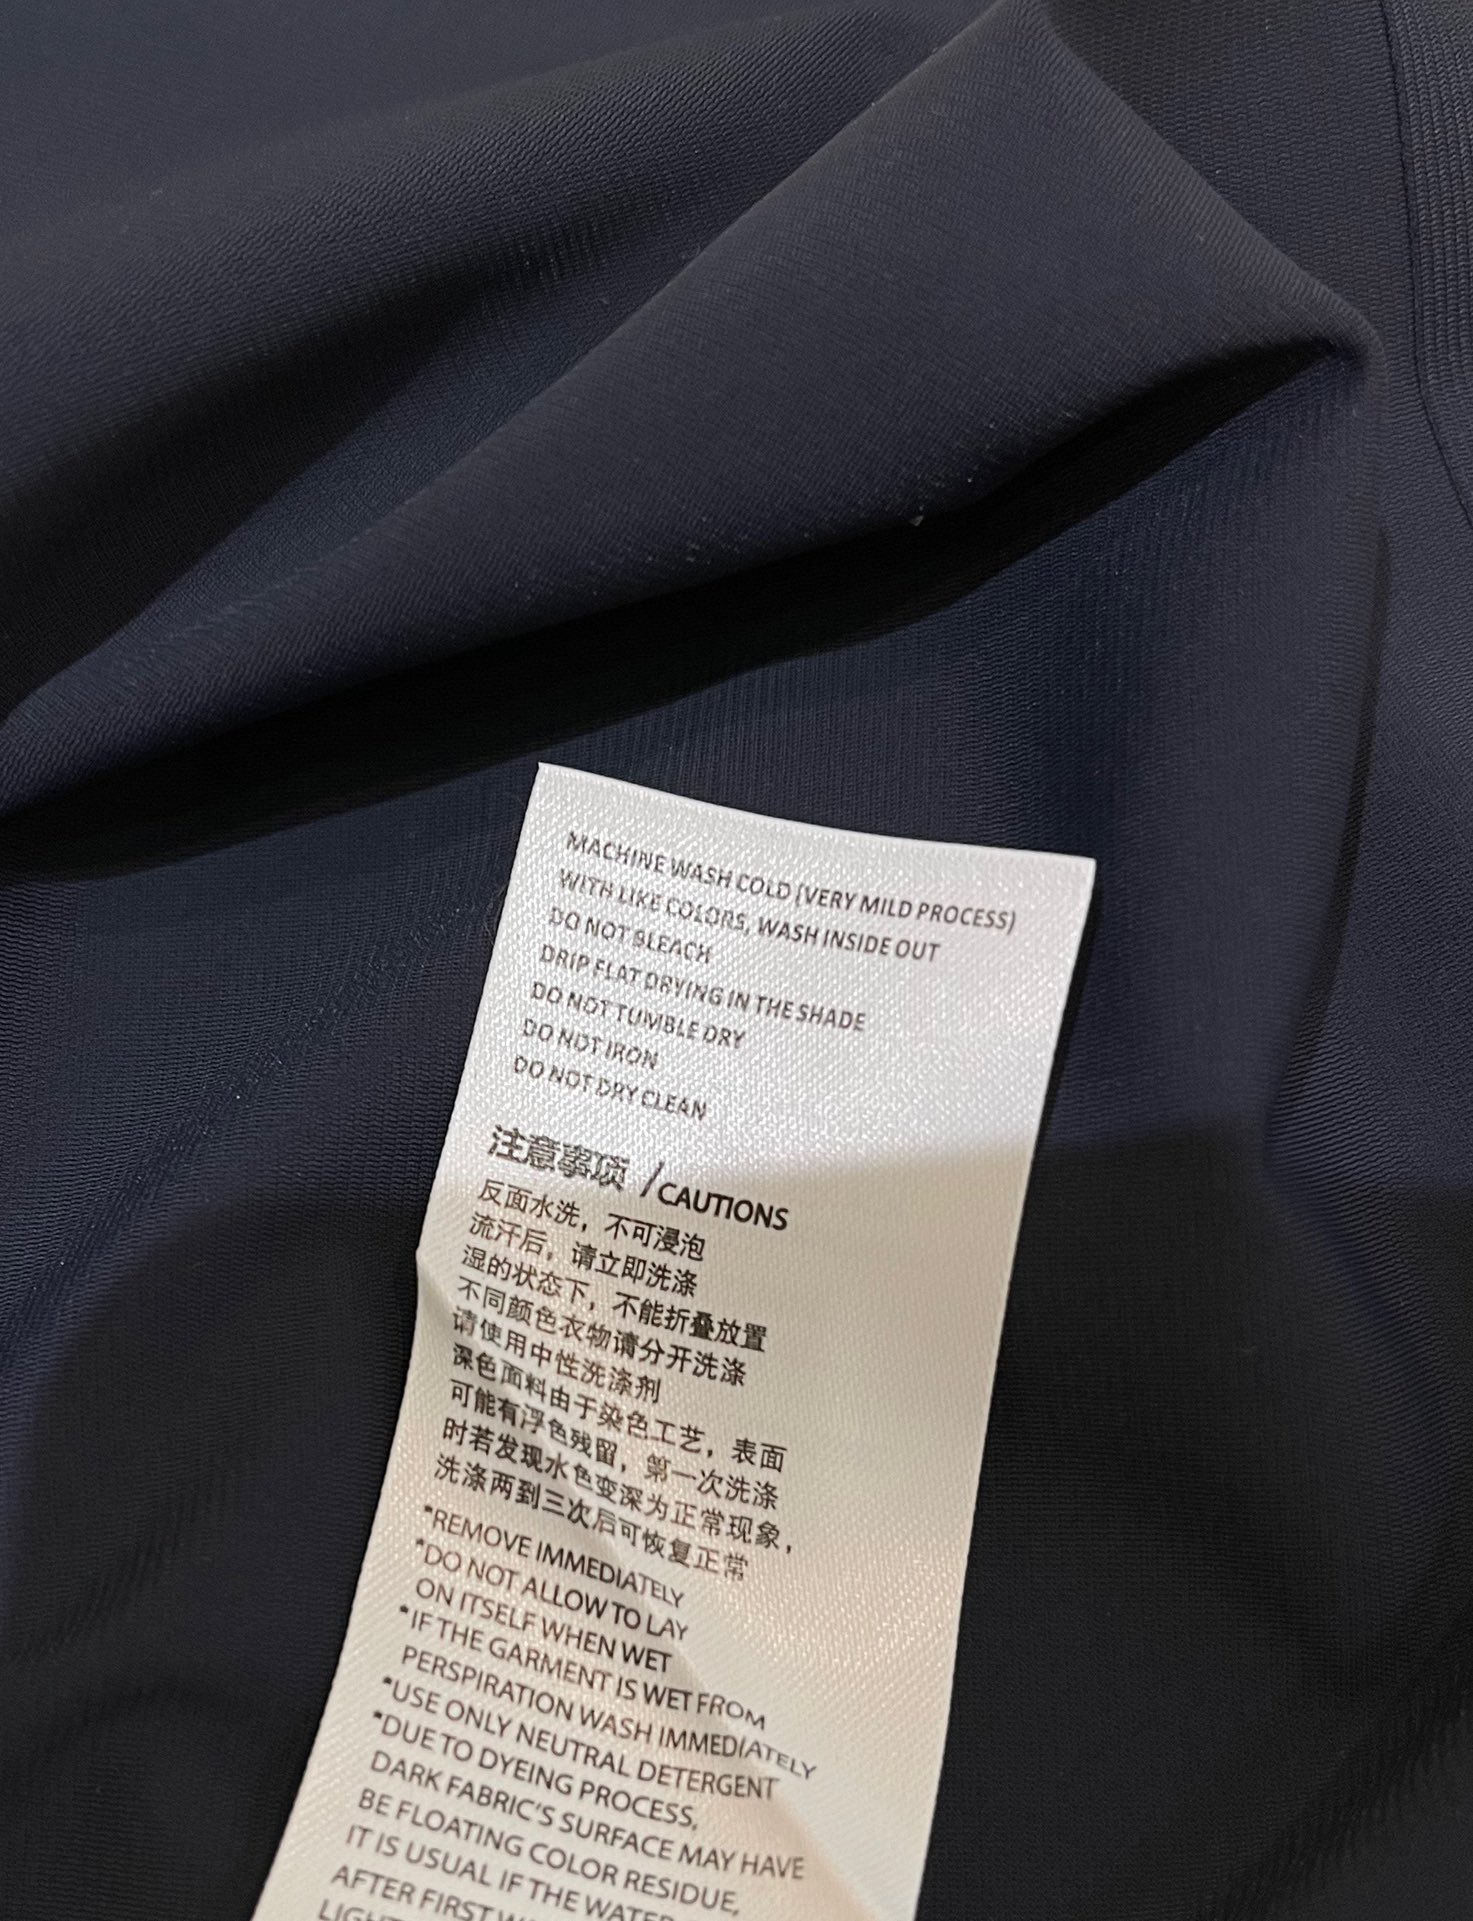 MACHINE WASH COLD (VERY MILD PROCESS)
WITH LIKE COLORS, WASH INSIDE OUT
DO NOT BLEACH
DRIP FLAT DRYING IN THE SHADE
DO NOT TUMBLE DRY
DO NOT IRON
DO NOT DRY CLEAN
注意事项 /CAUTIONS
反面水洗，不可浸泡
流汗后，请立即洗涤
湿的状态下，不能折叠放置
不同颜色衣物请分开洗涤
请使用中性洗涤剂
深色面料由于染色工艺，表面
可能有浮色残留，第一次洗涤
时若发现水色变深为正常现象，
洗涤两到三次后可恢复正常
*REMOVE IMMEDIATELY
*DO NOT ALLOW TO LAY
ON ITSELF WHEN WET
*IF THE GARMENT IS WET FROM
PERSPIRATION WASH IMMEDIATELY
*USE ONLY NEUTRAL DETERGENT
*DUE TO DYEING PROCESS,
DARK FABRIC'S SURFACE MAY HAVE
BE FLOATING COLOR RESIDUE,
IT IS USUAL IF THE WATER
AFTER FIRST